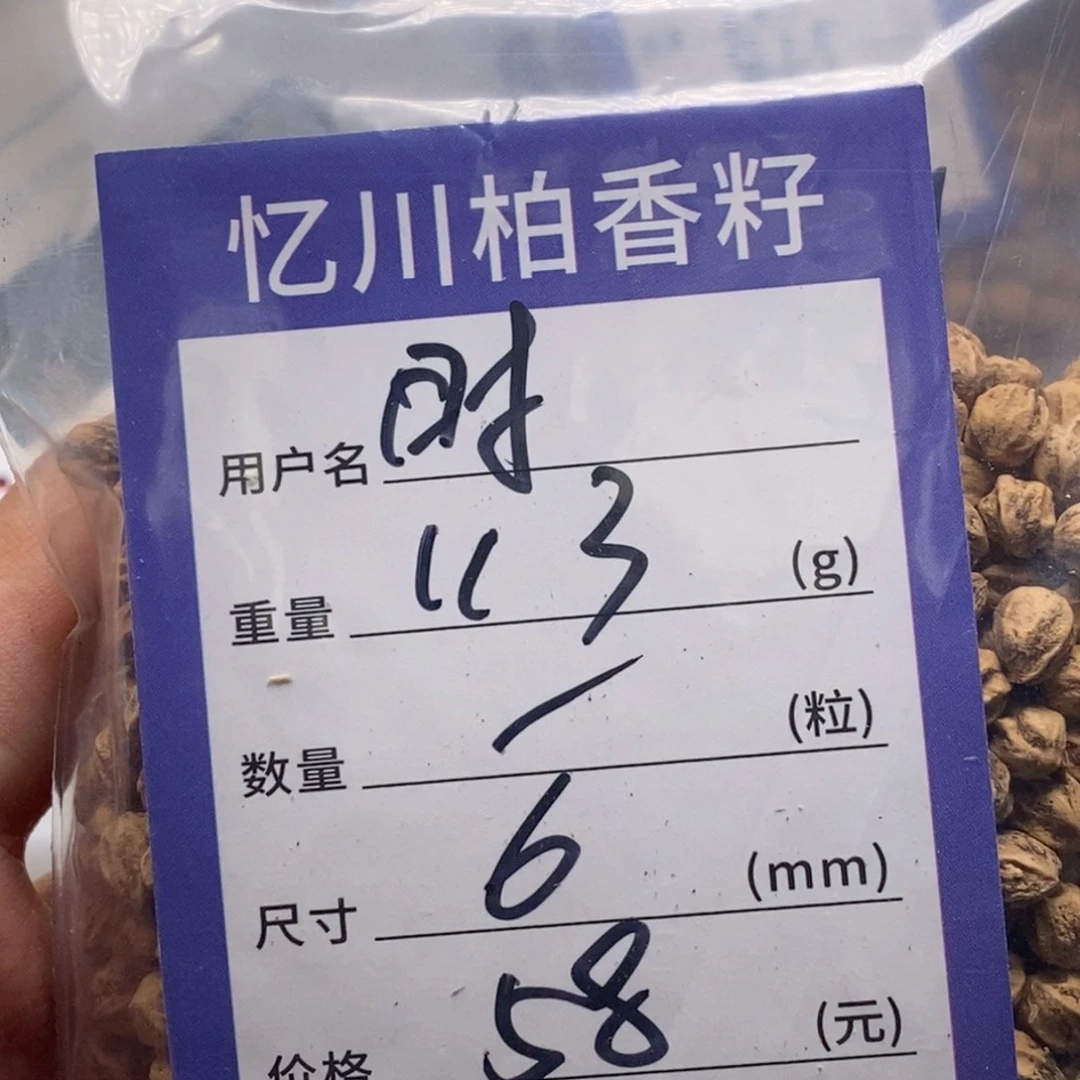 忆川柏香籽
用户名
重量 113 (g)
数量 / (粒)
尺寸 6 (mm)
价格 58 (元)